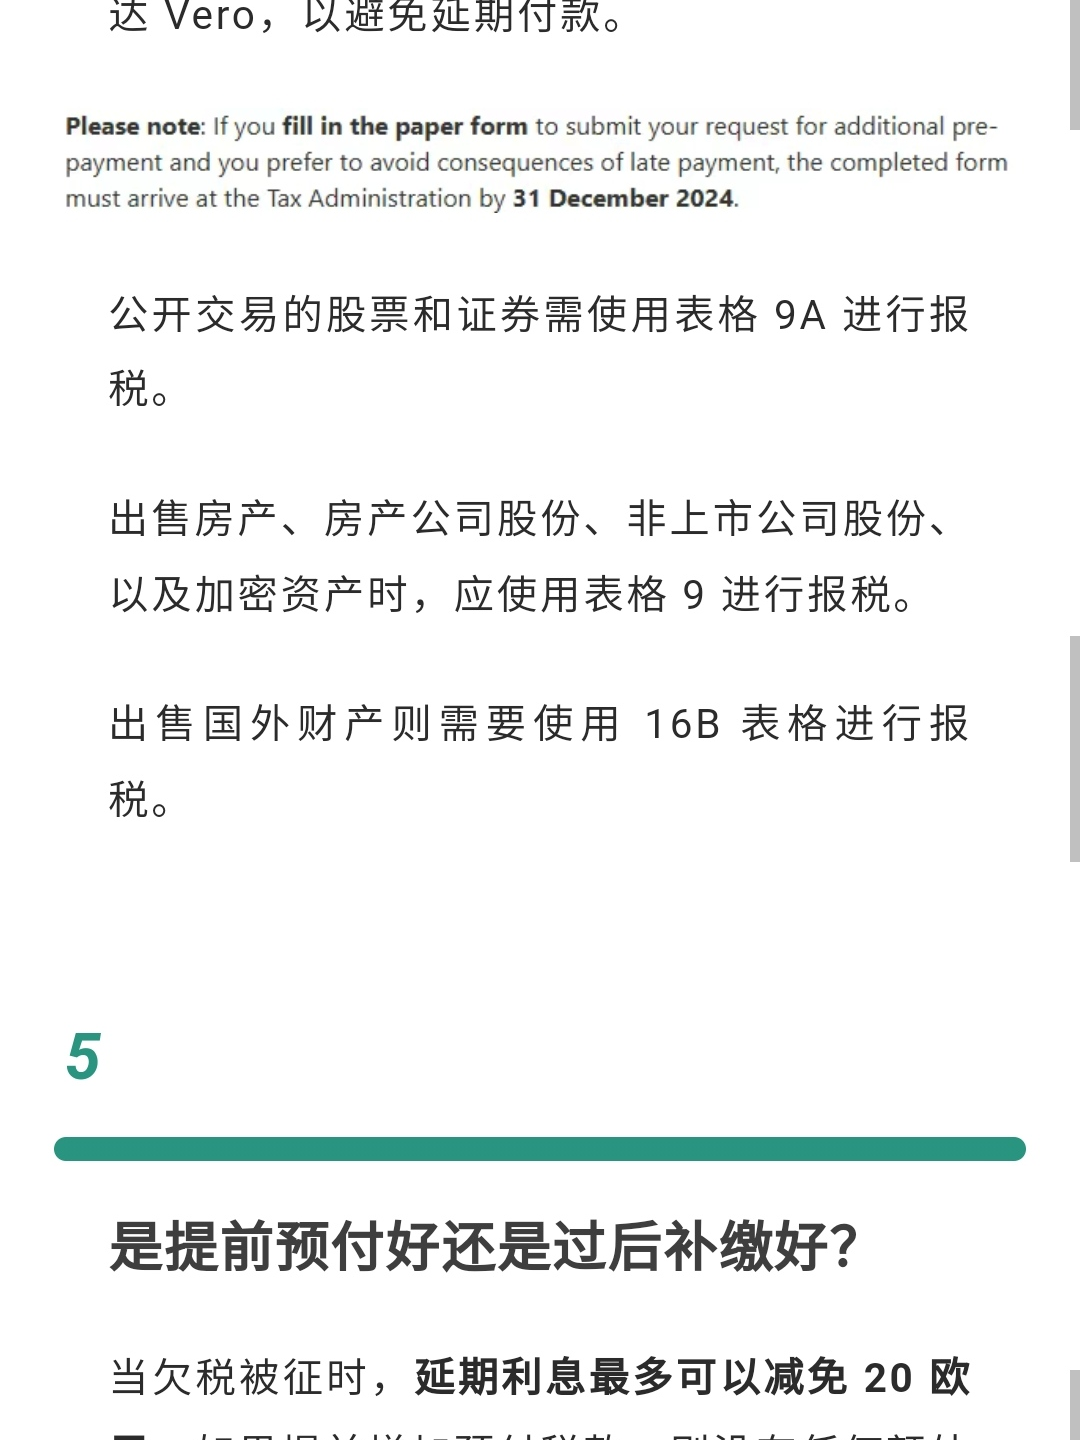 达 Vero，以避免延期付款。
Please note: If you fill in the paper form to submit your request for additional pre-
payment and you prefer to avoid consequences of late payment, the completed form
must arrive at the Tax Administration by 31 December 2024.
公开交易的股票和证券需使用表格 9A 进行报
税。
出售房产、房产公司股份、非上市公司股份、
以及加密资产时，应使用表格 9 进行报税。
出售国外财产则需要使用 16B 表格进行报
税。
5
是提前预付好还是过后补缴好？
当欠税被征时，延期利息最多可以减免 20 欧